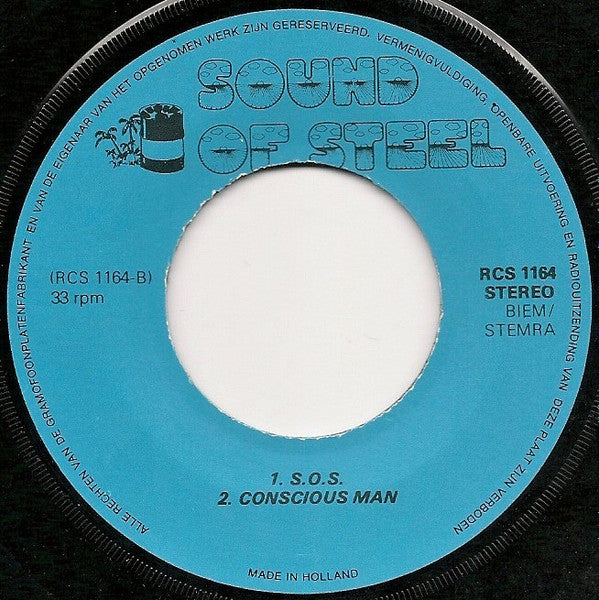 ALLE RECHTEN VAN DE GRAMOFOONPLATENFABRIKANT EN VAN DE EIGENAAR VAN HET OPGENOMEN WERK ZIJN GERESERVEERD. VERMENIGVULDIGING, OPENBARE UITVOERING EN RADIOUITZENDING VAN DEZE PLAAT ZIJN VERBODEN
SOUND
OF STEEL
(RCS 1164-B)
33 rpm
RCS 1164
STEREO
BIEM/
STEMRA
1. S.O.S.
2. CONSCIOUS MAN
MADE IN HOLLAND